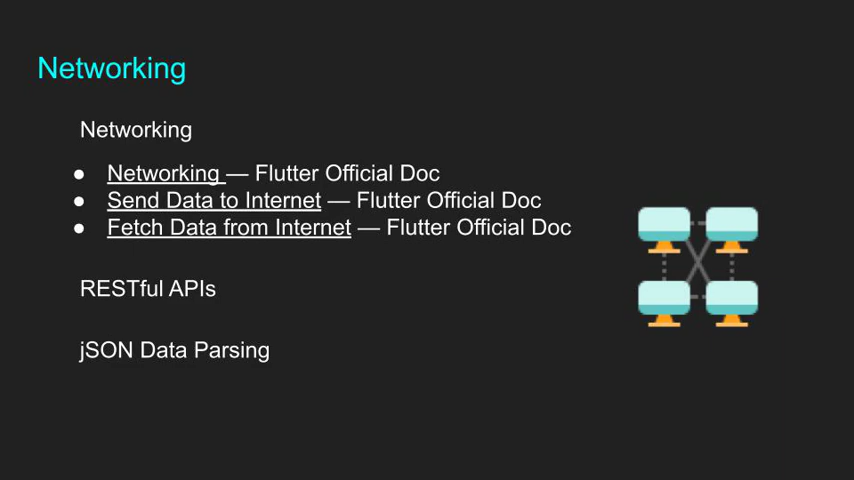 Networking
Networking
● Networking — Flutter Official Doc
● Send Data to Internet — Flutter Official Doc
● Fetch Data from Internet — Flutter Official Doc
RESTful APIs
jSON Data Parsing